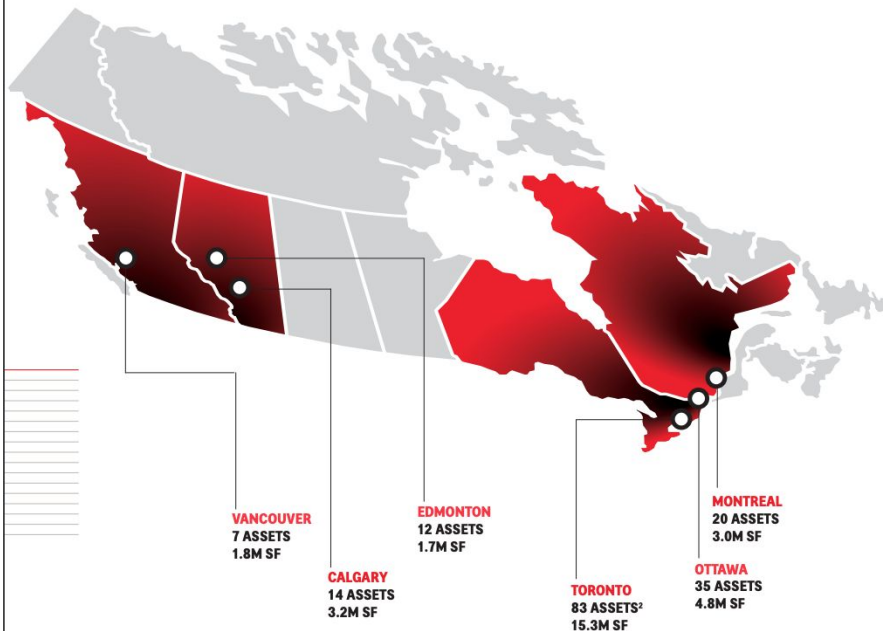 VANCOUVER
7 ASSETS
1.8M SF
EDMONTON
12 ASSETS
1.7M SF
CALGARY
14 ASSETS
3.2M SF
TORONTO
83 ASSETS²
15.3M SF
OTTAWA
35 ASSETS
4.8M SF
MONTREAL
20 ASSETS
3.0M SF